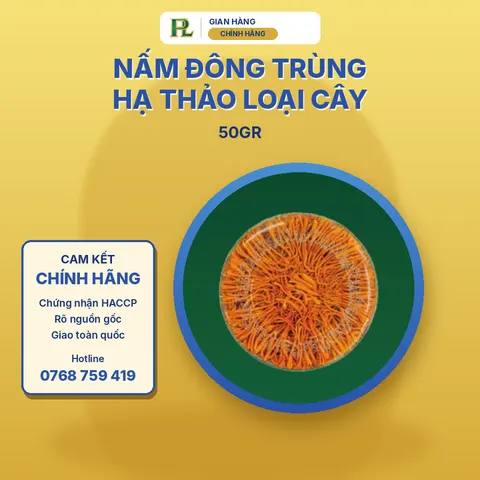 PL
GIAN HÀNG
CHÍNH HÃNG
NẤM ĐÔNG TRÙNG
HẠ THẢO LOẠI CÂY
50GR
CAM KẾT
CHÍNH HÃNG
Chứng nhận HACCP
Rõ nguồn gốc
Giao toàn quốc
Hotline
0768 759 419